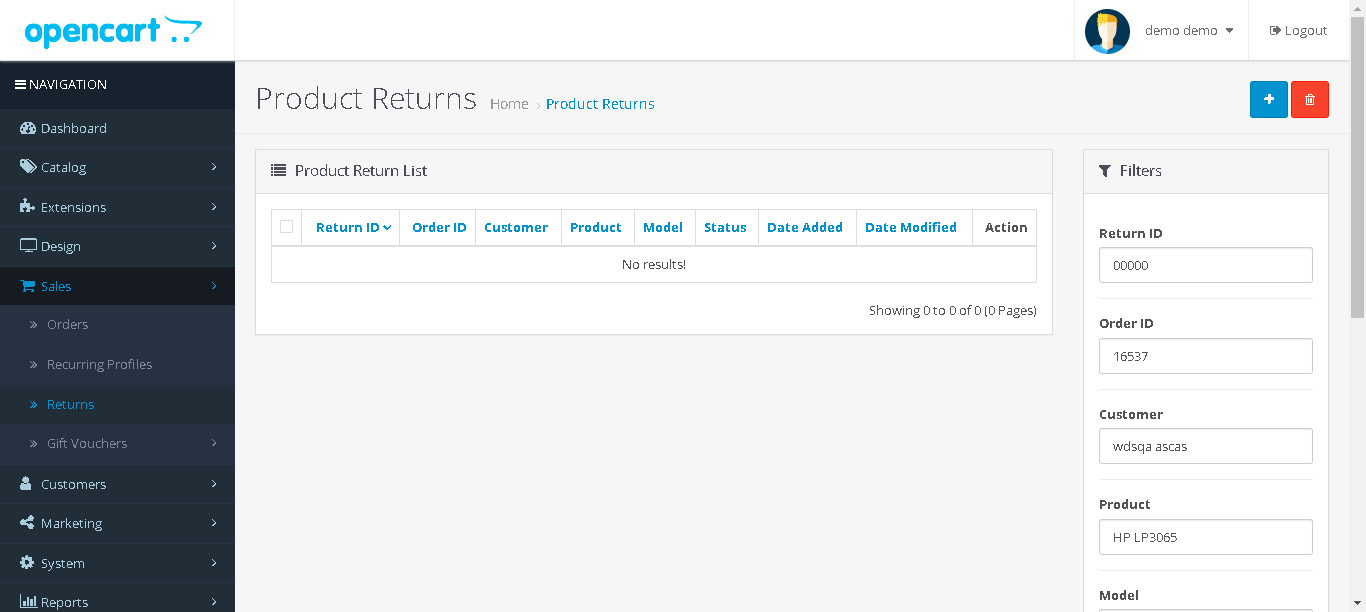 opencart
demo demo
Logout
NAVIGATION
Dashboard
Catalog
Extensions
Design
Sales
Orders
Recurring Profiles
Returns
Gift Vouchers
Customers
Marketing
System
Reports
Product Returns Home › Product Returns
Product Return List
Return ID Order ID Customer Product Model Status Date Added Date Modified Action
No results!
Showing 0 to 0 of 0 (0 Pages)
Filters
Return ID
00000
Order ID
16537
Customer
wdsqa ascas
Product
HP LP3065
Model